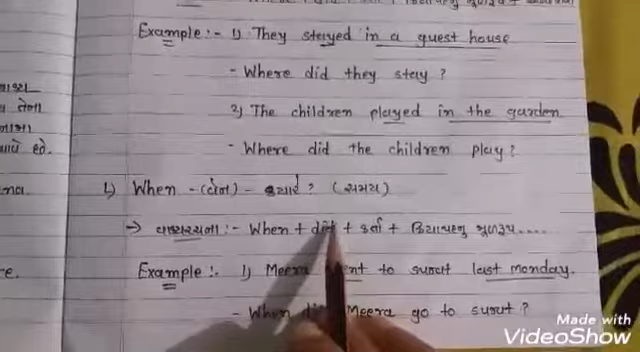 Example :- 1) They stayed in a guest house
- Where did they stay ?
2) The children played in the garden
- Where did the children play ?
ના હે.
na.
L) When - (વેન) - ક્યારે ? (સમય)
→ વાક્યરચના :- When + did + કર્તા + ક્રિયાપદનું મૂળરૂપ....
re.
Example :. 1) Meera went to surat last monday.
- When did Meera go to surat ?
Made with
VideoShow